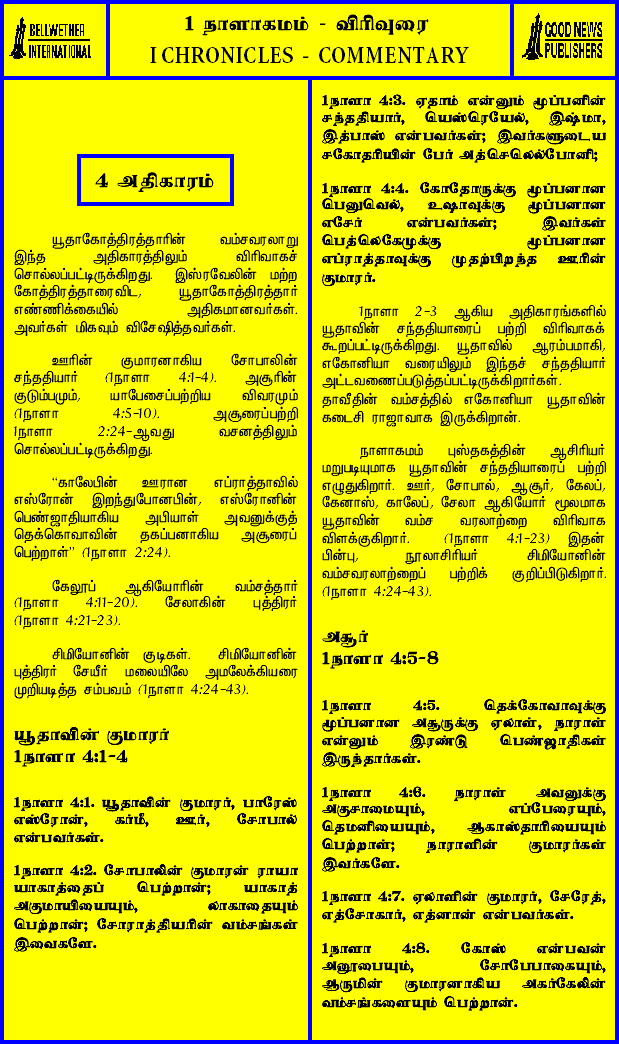 BELLWETHER
INTERNATIONAL
1 நாளாகமம் - விரிவுரை
I CHRONICLES - COMMENTARY
GOOD NEWS
PUBLISHERS
4 அதிகாரம்
யூதாகோத்திரத்தாரின் வம்சவரலாறு
இந்த அதிகாரத்திலும் விரிவாகச்
சொல்லப்பட்டிருக்கிறது. இஸ்ரவேலின் மற்ற
கோத்திரத்தாரைவிட, யூதாகோத்திரத்தார்
எண்ணிக்கையில் அதிகமானவர்கள்.
அவர்கள் மிகவும் விசேஷித்தவர்கள்.
ஊரின் குமாரனாகிய சோபாலின்
சந்ததியார் (1நாளா 4:1-4). அசூரின்
குடும்பமும், யாபேசைப்பற்றிய விவரமும்
(1நாளா 4:5-10). அசூரைப்பற்றி
1நாளா 2:24-ஆவது வசனத்திலும்
சொல்லப்பட்டிருக்கிறது.
“காலேபின் ஊரான எப்ராத்தாவில்
எஸ்ரோன் இறந்துபோனபின், எஸ்ரோனின்
பெண்ஜாதியாகிய அபியாள் அவனுக்குத்
தெக்கொவாவின் தகப்பனாகிய அசூரைப்
பெற்றாள்” (1நாளா 2:24).
கேலூப் ஆகியோரின் வம்சத்தார்
(1நாளா 4:11-20). சேலாகின் புத்திரர்
(1நாளா 4:21-23).
சிமியோனின் குடிகள். சிமியோனின்
புத்திரர் சேயீர் மலையிலே அமலேக்கியரை
முறியடித்த சம்பவம் (1நாளா 4:24-43).
யூதாவின் குமாரர்
1நாளா 4:1-4
1நாளா 4:1. யூதாவின் குமாரர், பாரேஸ்
எஸ்ரோன், கர்மீ, ஊர், சோபால்
என்பவர்கள்.
1நாளா 4:2. சோபாலின் குமாரன் ராயா
யாகாத்தைப் பெற்றான்; யாகாத்
அகுமாயியையும், லாகாதையும்
பெற்றான்; சோராத்தியரின் வம்சங்கள்
இவைகளே.
1நாளா 4:3. ஏதாம் என்னும் மூப்பனின்
சந்ததியார், யெஸ்ரெயேல், இஷ்மா,
இத்பாஸ் என்பவர்கள்; இவர்களுடைய
சகோதரியின் பேர் அத்செலெல்போனி;
1நாளா 4:4. கேதோருக்கு மூப்பனான
பெனுவெல், உஷாவுக்கு மூப்பனான
எசேர் என்பவர்கள்; இவர்கள்
பெத்லெகேமுக்கு மூப்பனான
எப்ராத்தாவுக்கு முதற்பிறந்த ஊரின்
குமாரர்.
1நாளா 2-3 ஆகிய அதிகாரங்களில்
யூதாவின் சந்ததியாரைப் பற்றி விரிவாகக்
கூறப்பட்டிருக்கிறது. யூதாவில் ஆரம்பமாகி,
எகோனியா வரையிலும் இந்தச் சந்ததியார்
அட்டவணைப்படுத்தப்பட்டிருக்கிறார்கள்.
தாவீதின் வம்சத்தில் எகோனியா யூதாவின்
கடைசி ராஜாவாக இருக்கிறான்.
நாளாகமம் புஸ்தகத்தின் ஆசிரியர்
மறுபடியுமாக யூதாவின் சந்ததியாரைப் பற்றி
எழுதுகிறார். ஊர், சோபால், ஆசூர், கேலப்,
கேனாஸ், காலேப், சேலா ஆகியோர் மூலமாக
யூதாவின் வம்ச வரலாற்றை விரிவாக
விளக்குகிறார். (1நாளா 4:1-23) இதன்
பின்பு, நூலாசிரியர் சிமியோனின்
வம்சவரலாற்றைப் பற்றிக் குறிப்பிடுகிறார்.
(1நாளா 4:24-43).
அசூர்
1நாளா 4:5-8
1நாளா 4:5. தெக்கோவாவுக்கு
மூப்பனான அசூருக்கு ஏலாள், நாராள்
என்னும் இரண்டு பெண்ஜாதிகள்
இருந்தார்கள்.
1நாளா 4:6. நாராள் அவனுக்கு
அகுசாமையும், எப்பேரையும்,
தெமனியையும், ஆகாஸ்தாரியையும்
பெற்றாள்; நாராளின் குமாரர்கள்
இவர்களே.
1நாளா 4:7. ஏலாளின் குமாரர், சேரேத்,
எத்சோகார், எத்னான் என்பவர்கள்.
1நாளா 4:8. கோஸ் என்பவன்
அனூபையும், சோபேபாகையும்,
ஆருமின் குமாரனாகிய அகர்கேலின்
வம்சங்களையும் பெற்றான்.